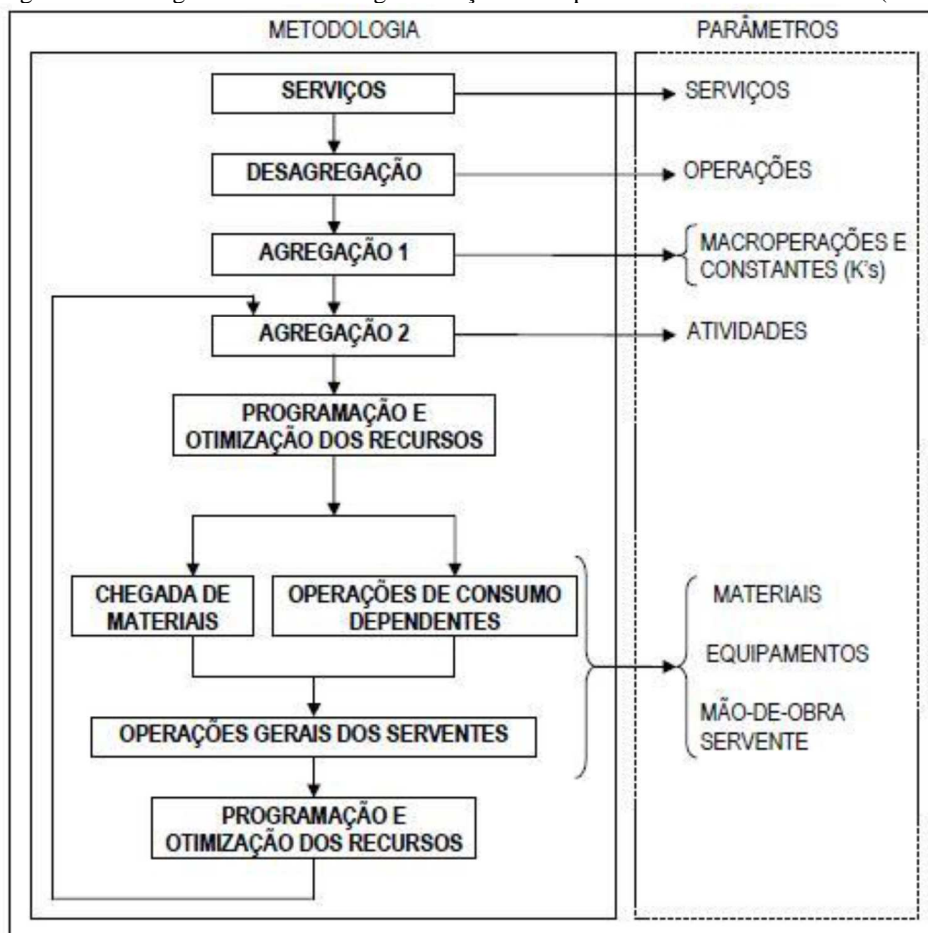 METODOLOGIA
PARÂMETROS
SERVIÇOS
SERVIÇOS
DESAGREGAÇÃO
OPERAÇÕES
AGREGAÇÃO 1
MACROPERAÇÕES E
CONSTANTES (K's)
AGREGAÇÃO 2
ATIVIDADES
PROGRAMAÇÃO E
OTIMIZAÇÃO DOS RECURSOS
CHEGADA DE
MATERIAIS
OPERAÇÕES DE CONSUMO
DEPENDENTES
MATERIAIS
EQUIPAMENTOS
MÃO-DE-OBRA
SERVENTE
OPERAÇÕES GERAIS DOS SERVENTES
PROGRAMAÇÃO E
OTIMIZAÇÃO DOS RECURSOS